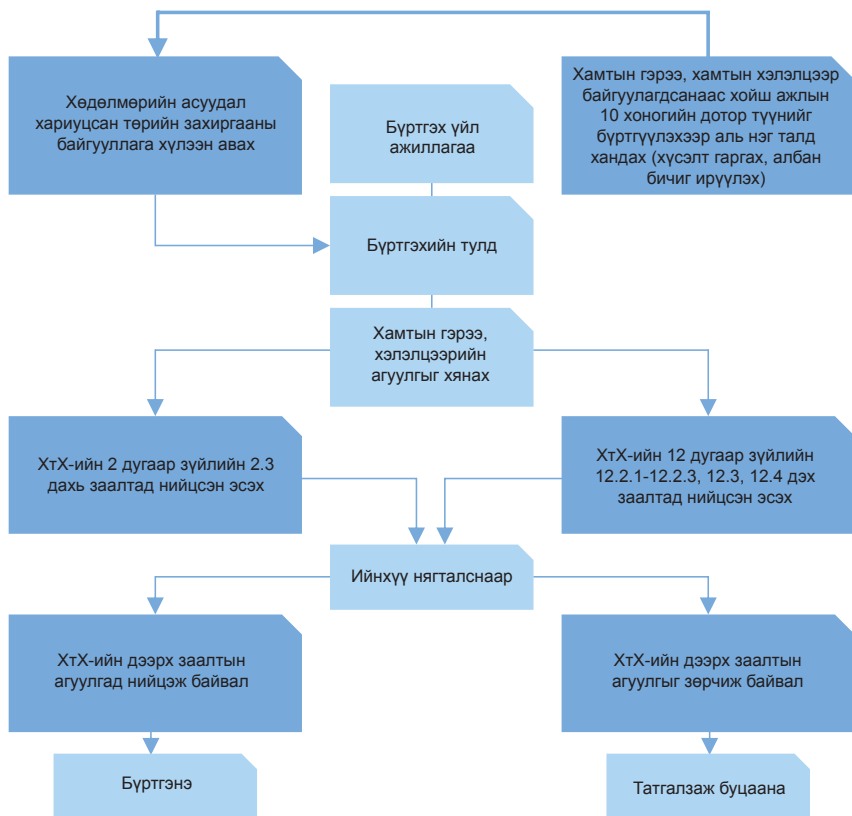 Хөдөлмөрийн асуудал
хариуцсан төрийн захиргааны
байгууллага хүлээн авах
Бүртгэх үйл
ажиллагаа
Хамтын гэрээ, хамтын хэлэлцээр
байгуулагдсанаас хойш ажлын
10 хоногийн дотор түүнийг
бүртгүүлэхээр аль нэг талд
хандах (хүсэлт гаргах, албан
бичиг ирүүлэх)
Бүртгэхийн тулд
Хамтын гэрээ,
хэлэлцээрийн
агуулгыг хянах
ХтХ-ийн 2 дугаар зүйлийн 2.3
дахь заалтад нийцсэн эсэх
ХтХ-ийн 12 дугаар зүйлийн
12.2.1-12.2.3, 12.3, 12.4 дэх
заалтад нийцсэн эсэх
Ийнхүү нягталснаар
ХтХ-ийн дээрх заалтын
агуулгад нийцэж байвал
ХтХ-ийн дээрх заалтын
агуулгыг зөрчиж байвал
Бүртгэнэ
Татгалзаж буцаана